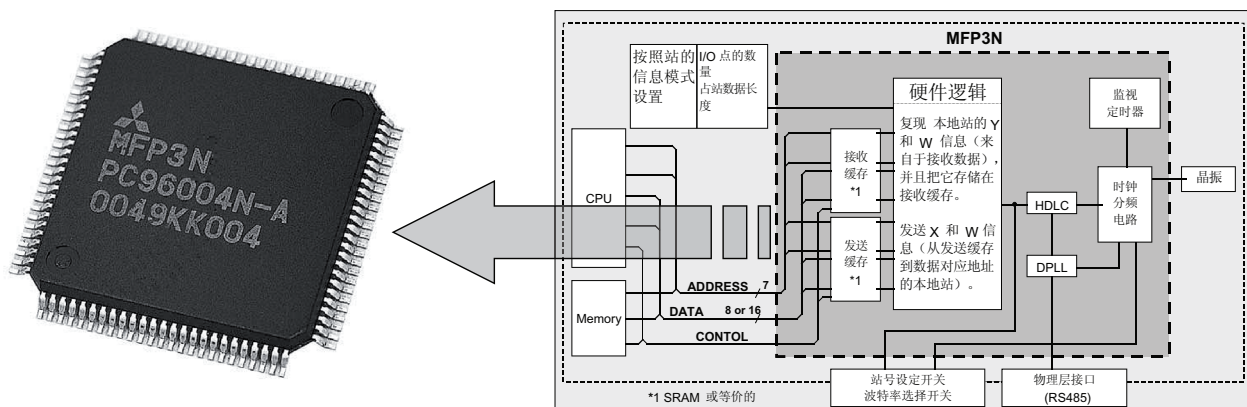 MFP3N
PC96004N-A
0049KK004
MFP3N
按照站的
信息模式
设置
I/O 点的数
量
占站数据长
度
硬件逻辑
复现 本地站的 Y
和 W 信息（来
自于接收数据），
并且把它存储在
接收缓存。
发送 X 和 W 信
息（从发送缓存
到数据对应地址
的本地站）。
监视
定时器
接收
缓存
*1
CPU
晶振
时钟
分频
电路
HDLC
发送
缓存
*1
DPLL
ADDRESS 7
Memory
DATA 8 or 16
CONTOL
站号设定开关
波特率选择开关
物理层接口
(RS485)
*1 SRAM 或等价的